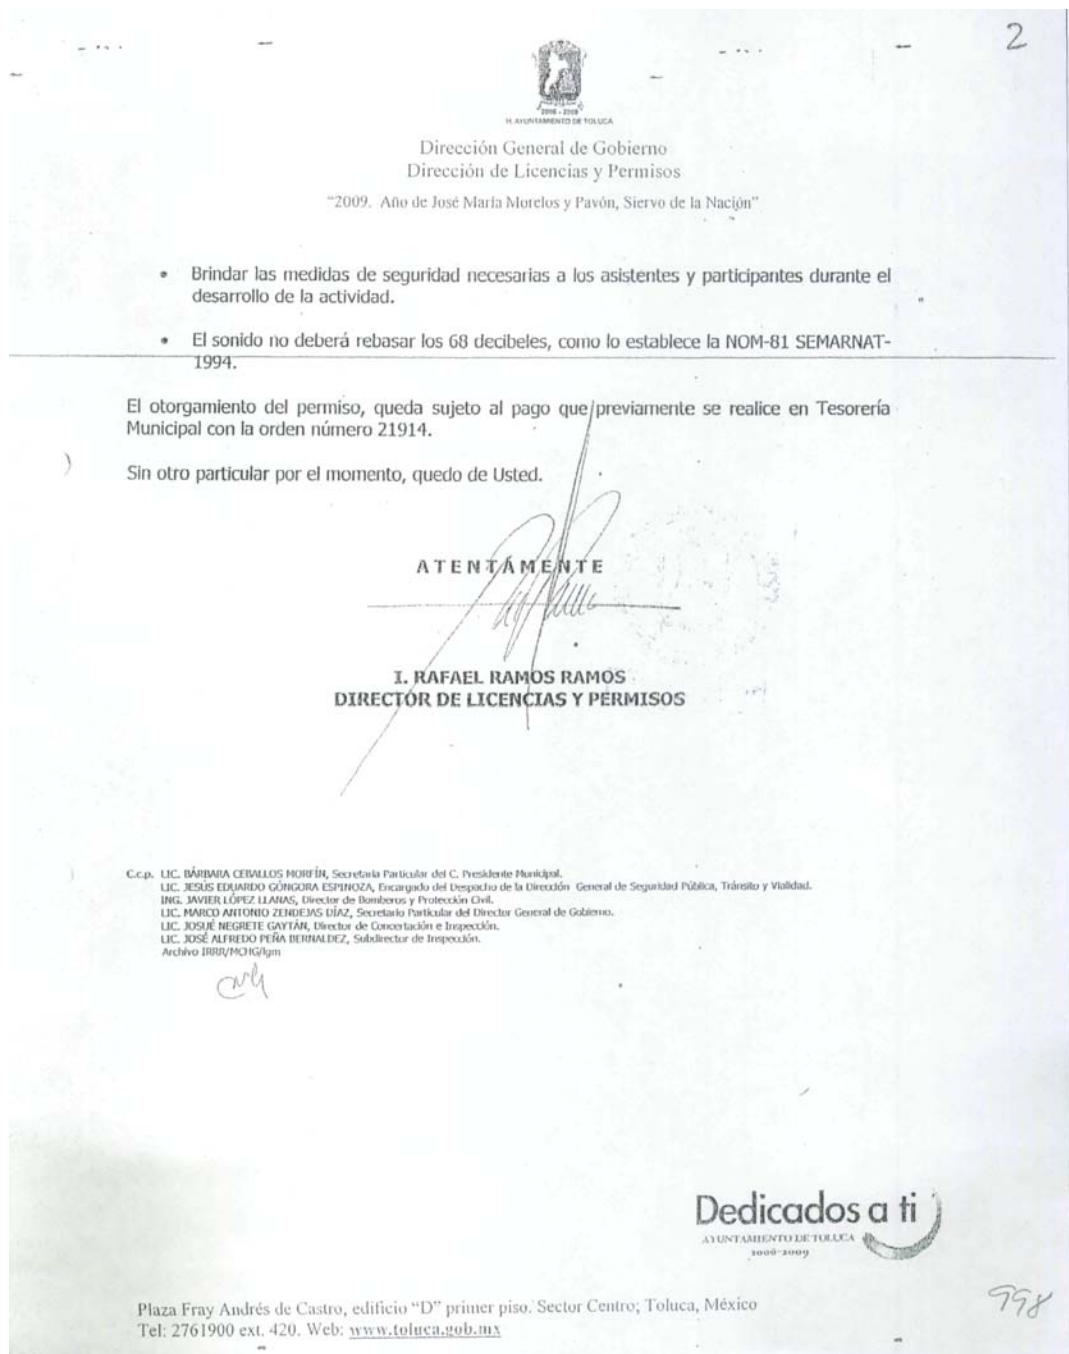 2
2006 - 2009
H. AYUNTAMIENTO DE TOLUCA
Dirección General de Gobierno
Dirección de Licencias y Permisos
"2009. Año de José María Morelos y Pavón, Siervo de la Nación"
• Brindar las medidas de seguridad necesarias a los asistentes y participantes durante el
desarrollo de la actividad.
• El sonido no deberá rebasar los 68 decibeles, como lo establece la NOM-81 SEMARNAT-
1994.
El otorgamiento del permiso, queda sujeto al pago que previamente se realice en Tesorería
Municipal con la orden número 21914.
Sin otro particular por el momento, quedo de Usted.
ATENTAMENTE
I. RAFAEL RAMOS RAMOS
DIRECTOR DE LICENCIAS Y PERMISOS
C.c.p. LIC. BÁRBARA CEBALLOS MORFÍN, Secretaria Particular del C. Presidente Municipal.
LIC. JESÚS EDUARDO GÓNGORA ESPINOZA, Encargado del Despacho de la Dirección General de Seguridad Pública, Tránsito y Vialidad.
ING. JAVIER LÓPEZ LLANAS, Director de Bomberos y Protección Civil.
LIC. MARCO ANTONIO ZENDEJAS DÍAZ, Secretario Particular del Director General de Gobierno.
LIC. JOSUÉ NEGRETE GAYTÁN, Director de Concertación e Inspección.
LIC. JOSÉ ALFREDO PEÑA BERNALDEZ, Subdirector de Inspección.
Archivo IRRR/MCHG/lgm
Dedicados a ti
AYUNTAMIENTO DE TOLUCA
2006-2009
Plaza Fray Andrés de Castro, edificio "D" primer piso. Sector Centro; Toluca, México
998
Tel: 2761900 ext. 420. Web: www.toluca.gob.mx